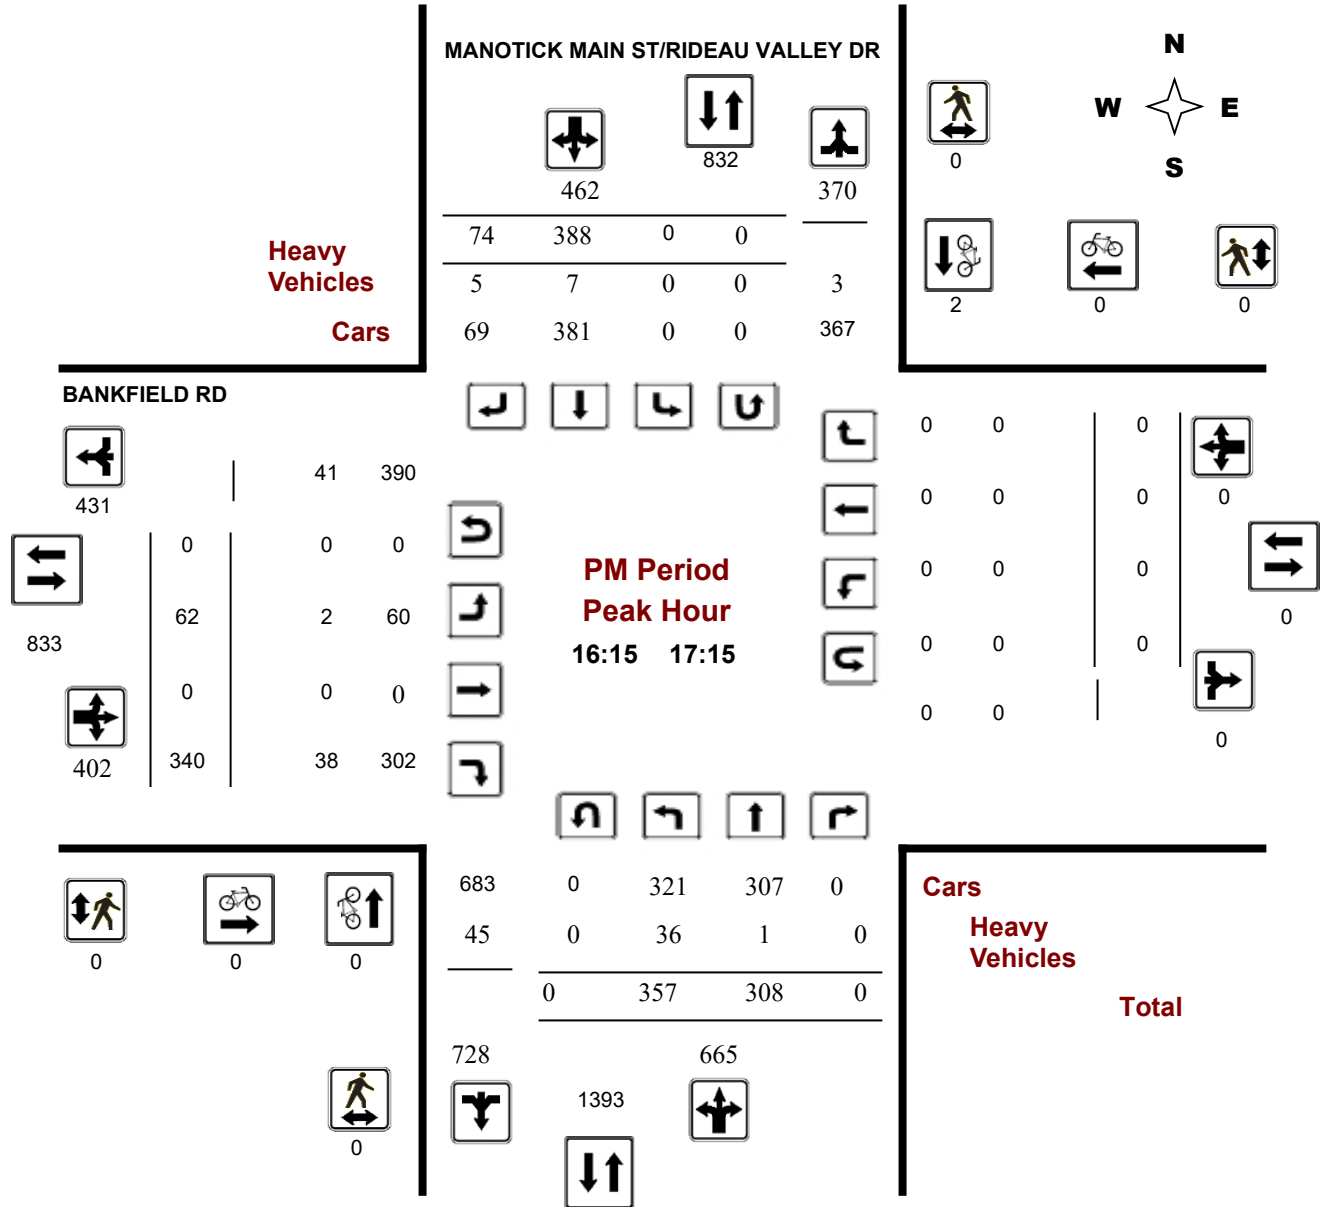 MANOTICK MAIN ST/RIDEAU VALLEY DR
N
W E
S
832
0
462 370
74 388 0 0
Heavy
Vehicles
5 7 0 0 3
2 0 0
Cars
69 381 0 0 367
BANKFIELD RD
0 0 0
41 390
431
0 0 0 0
0 0 0
PM Period
0 0 0
Peak Hour
62 2 60
0
833
16:15 17:15
0 0 0
0 0 0
0 0
0
402
340 38 302
683 0 321 307 0
Cars
45 0 36 1 0
Heavy
Vehicles
0 0 0
0 357 308 0
Total
728 665
1393
0